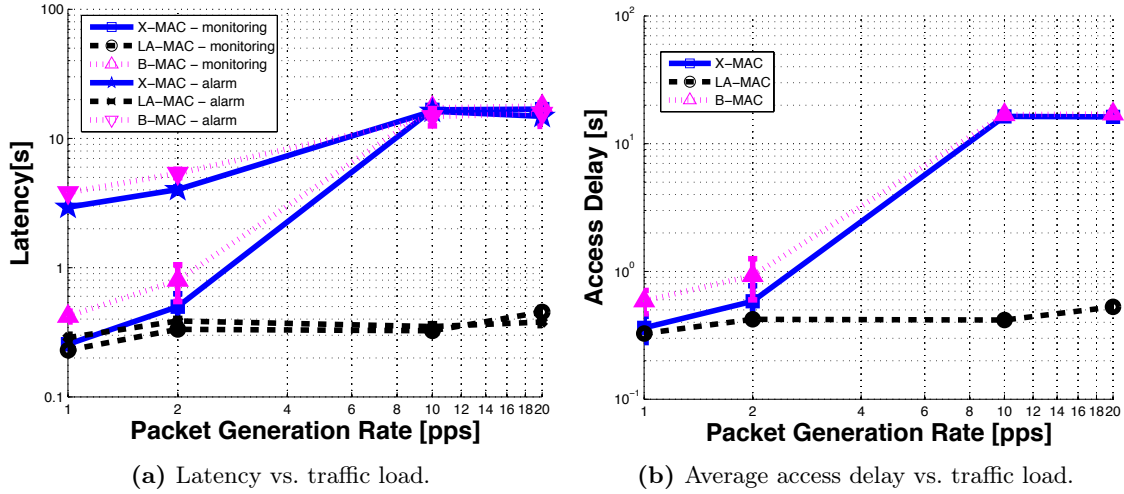 100
10
1
0.1
Latency[s]
X−MAC − monitoring
LA−MAC − monitoring
B−MAC − monitoring
X−MAC − alarm
LA−MAC − alarm
B−MAC − alarm
1 2 4 6 8 10 12 14 16 18 20
Packet Generation Rate [pps]
(a) Latency vs. traffic load.
10^2
10^1
10^0
10^−1
Access Delay [s]
X−MAC
LA−MAC
B−MAC
1 2 4 6 8 10 12 14 16 18 20
Packet Generation Rate [pps]
(b) Average access delay vs. traffic load.